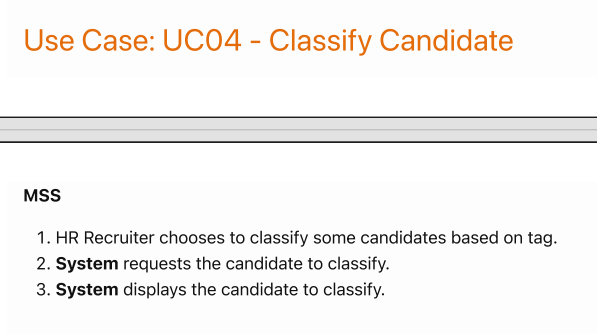 Use Case: UC04 - Classify Candidate
MSS
1. HR Recruiter chooses to classify some candidates based on tag.
2. System requests the candidate to classify.
3. System displays the candidate to classify.